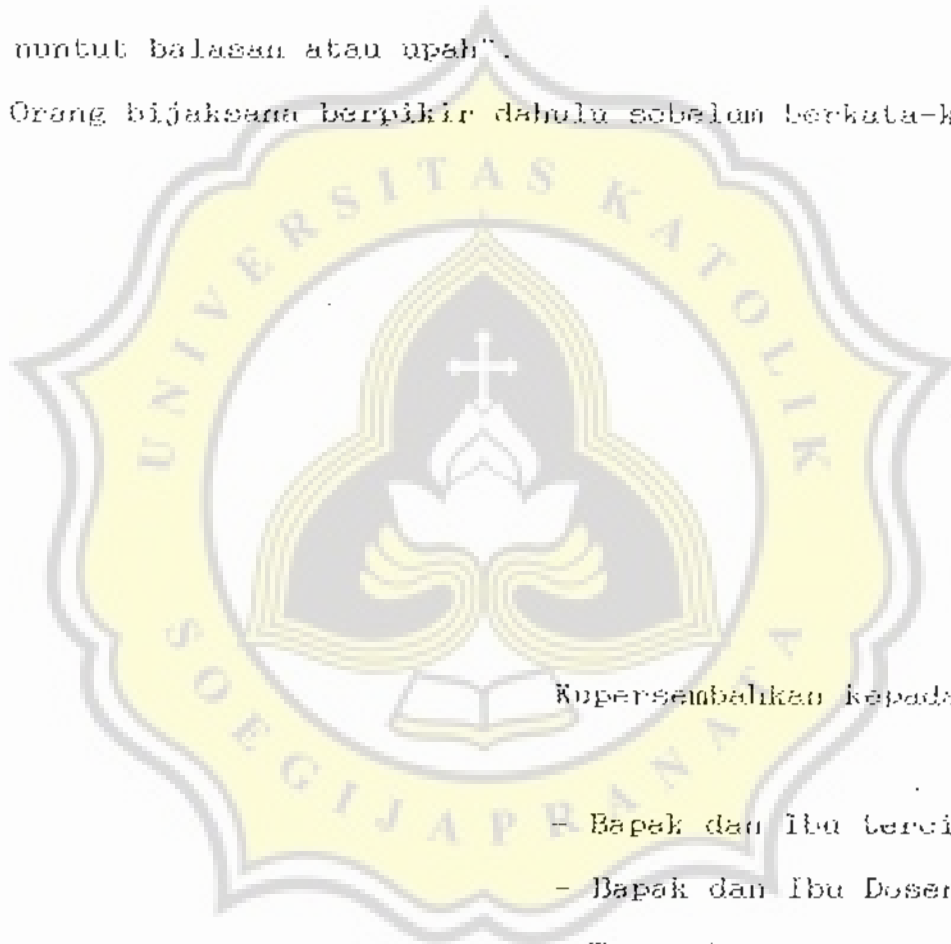 nuntut balasan atau upah".
Orang bijaksana berpikir dahulu sebelum berkata-k
UNIVERSITAS KATOLIK
SOEGIJAPRANATA
Kupersembahkan kepada
- Bapak dan Ibu terci
- Bapak dan Ibu Dosen